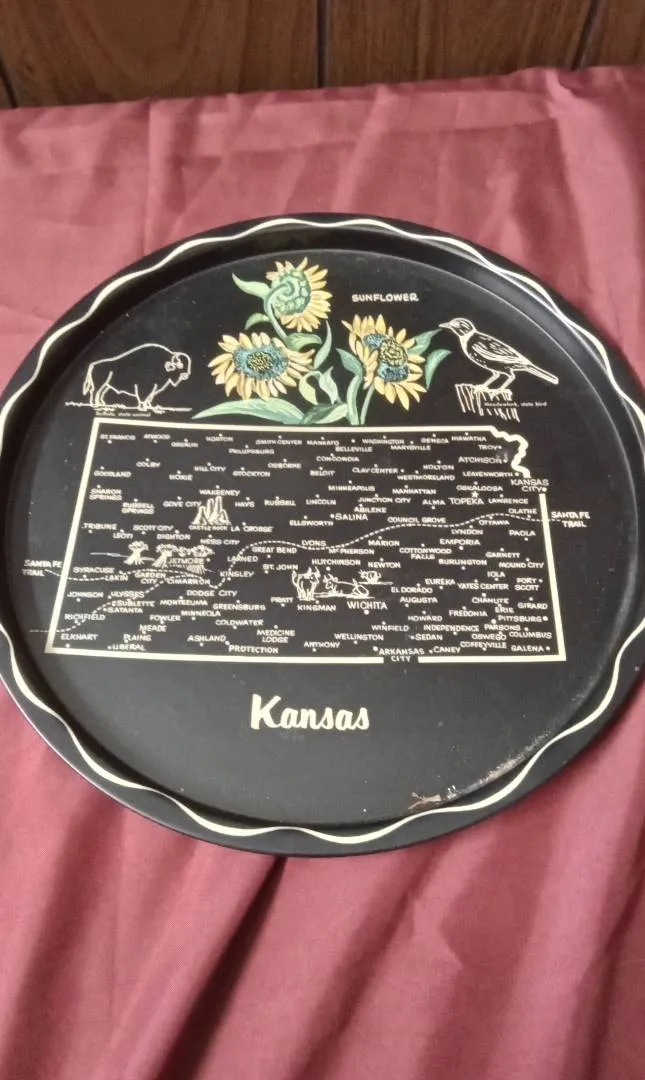 SUNFLOWER
Buffalo, state animal
Meadowlark, state bird
ST. FRANCIS ATWOOD OBERLIN NORTON PHILLIPSBURG SMITH CENTER MANKATO BELLEVILLE WASHINGTON MARYSVILLE SENECA HIAWATHA TROY
GOODLAND COLBY HOXIE HILL CITY STOCKTON OSBORNE BELOIT CONCORDIA CLAY CENTER WESTMORELAND HOLTON ATCHISON LEAVENWORTH
KANSAS CITY
SHARON SPRINGS RUSSELL SPRINGS GOVE CITY WAKEENEY HAYS RUSSELL LINCOLN MINNEAPOLIS ABILENE JUNCTION CITY MANHATTAN ALMA TOPEKA OSKALOOSA LAWRENCE OLATHE
SANTA FE TRAIL
TRIBUNE LEOTI SCOTT CITY DIGHTON NESS CITY CASTLE ROCK LA CROSSE ELLSWORTH SALINA COUNCIL GROVE LYNDON OTTAWA PAOLA
GREAT BEND LYONS McPHERSON MARION COTTONWOOD FALLS EMPORIA BURLINGTON GARNETT MOUND CITY
SANTA FE TRAIL
SYRACUSE LAKIN GARDEN CITY CIMARRON JETMORE KINGLEY LARNED ST. JOHN HUTCHINSON NEWTON EL DORADO EUREKA YATES CENTER IOLA FORT SCOTT
JOHNSON ULYSSES SUBLETTE SATANTA MONTEZUMA DODGE CITY MINNEOLA GREENSBURG PRATT KINGMAN WICHITA AUGUSTA HOWARD FREDONIA CHANUTE ERIE GIRARD PITTSBURG
RICHFIELD FOWLER MEADE COLDWATER WINFIELD INDEPENDENCE PARSONS
ELKHART PLAINS LIBERAL ASHLAND PROTECTION MEDICINE LODGE ANTHONY WELLINGTON ARKANSAS CITY SEDAN CANEY COFFEYVILLE OSWEGO COLUMBUS GALENA
Kansas